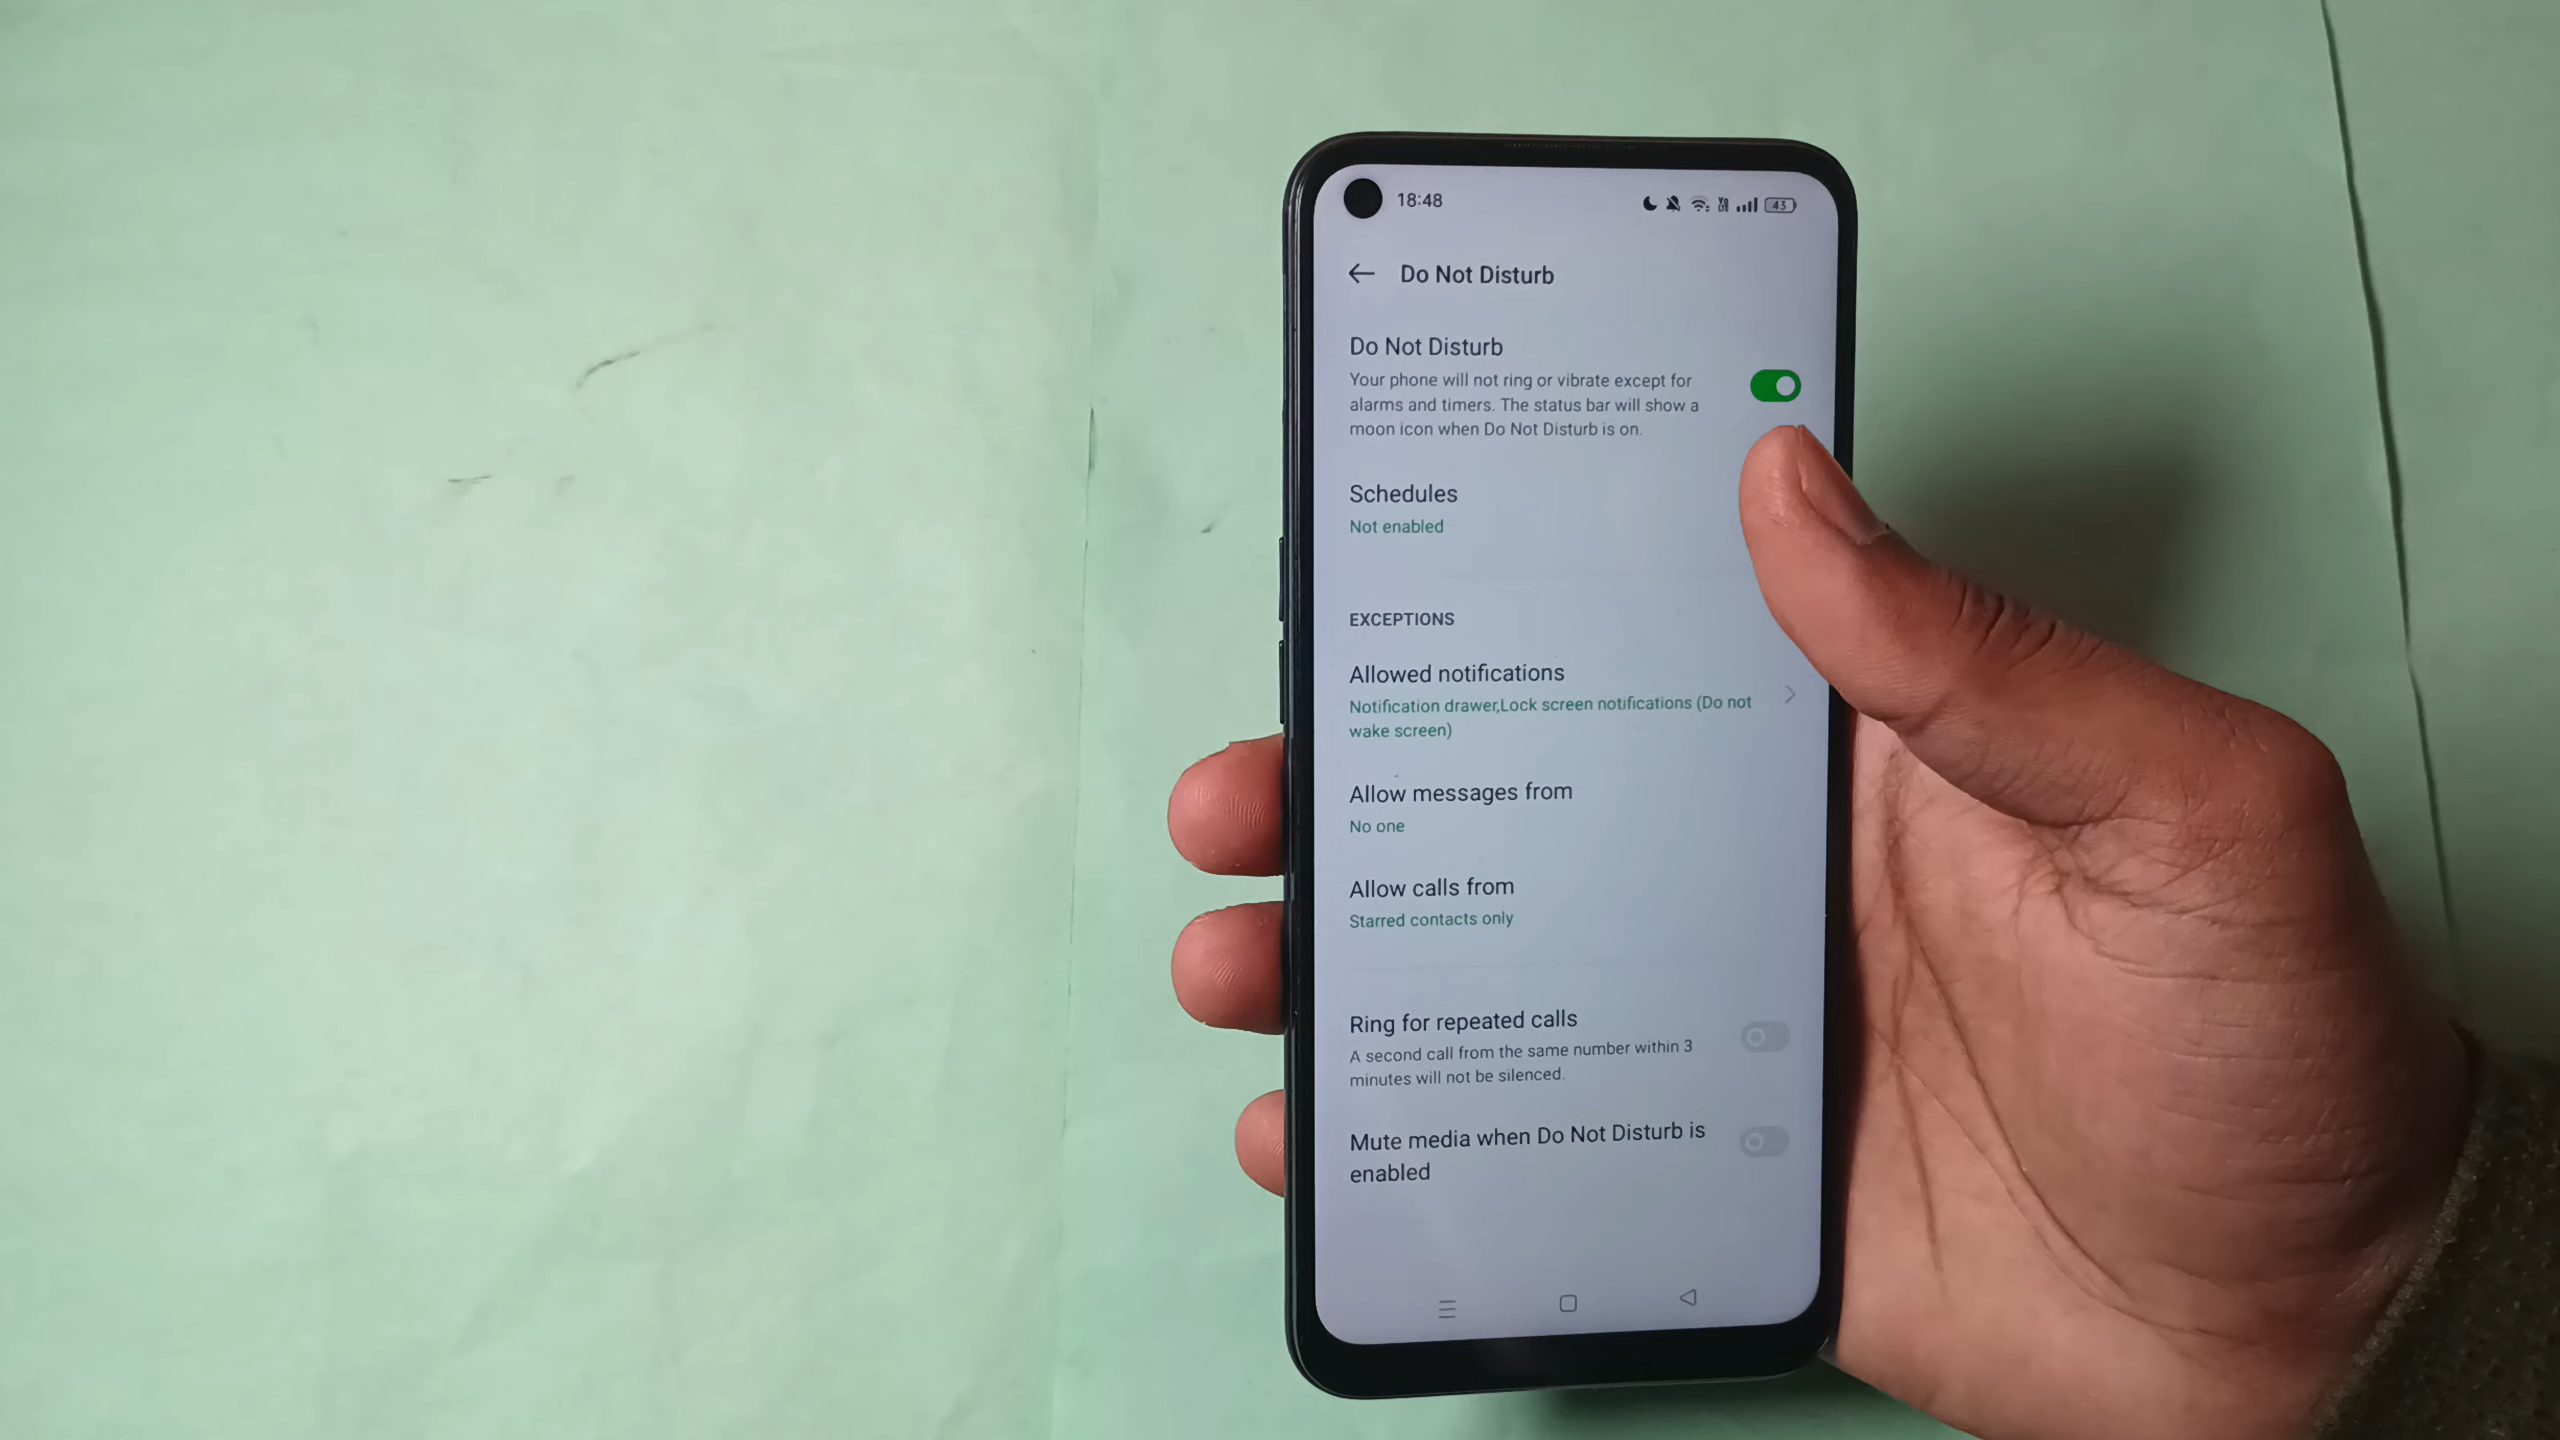 18:48
43
Do Not Disturb
Do Not Disturb
Your phone will not ring or vibrate except for
alarms and timers. The status bar will show a
moon icon when Do Not Disturb is on.
Schedules
Not enabled
EXCEPTIONS
Allowed notifications
Notification drawer,Lock screen notifications (Do not
wake screen)
Allow messages from
No one
Allow calls from
Starred contacts only
Ring for repeated calls
A second call from the same number within 3
minutes will not be silenced.
Mute media when Do Not Disturb is
enabled